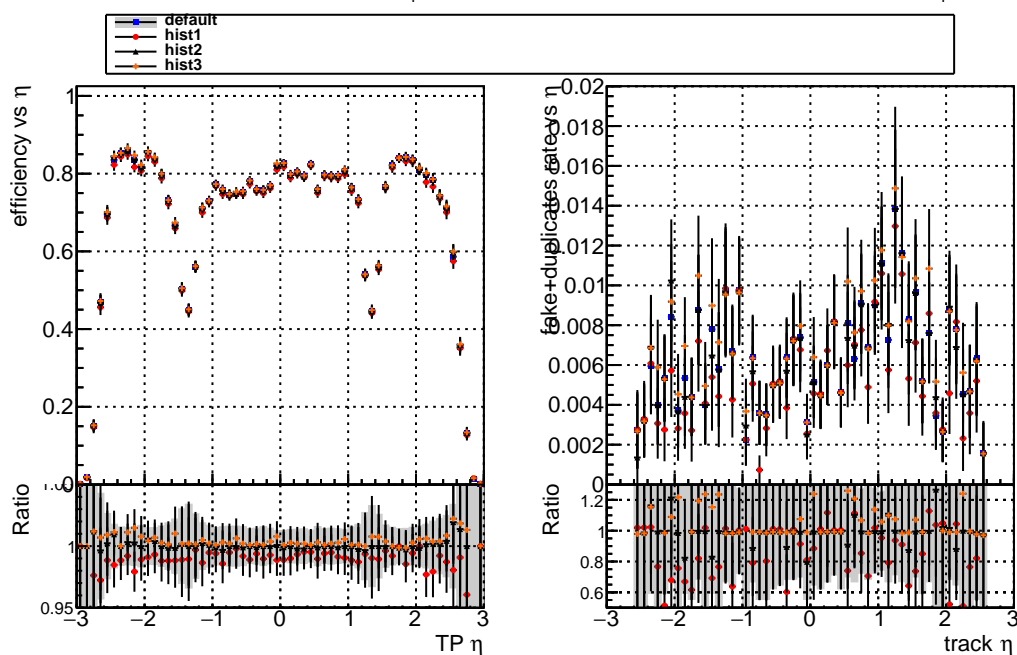 default
hist1
hist2
hist3
efficiency vs η
1
0.8
0.6
0.4
0.2
0
Ratio
1
0.95
−3 −2 −1 0 1 2 3
TP η
fake+duplicates rate vs η
0.02
0.018
0.016
0.014
0.012
0.01
0.008
0.006
0.004
0.002
0
Ratio
1.2
1
0.8
0.6
−3 −2 −1 0 1 2 3
track η